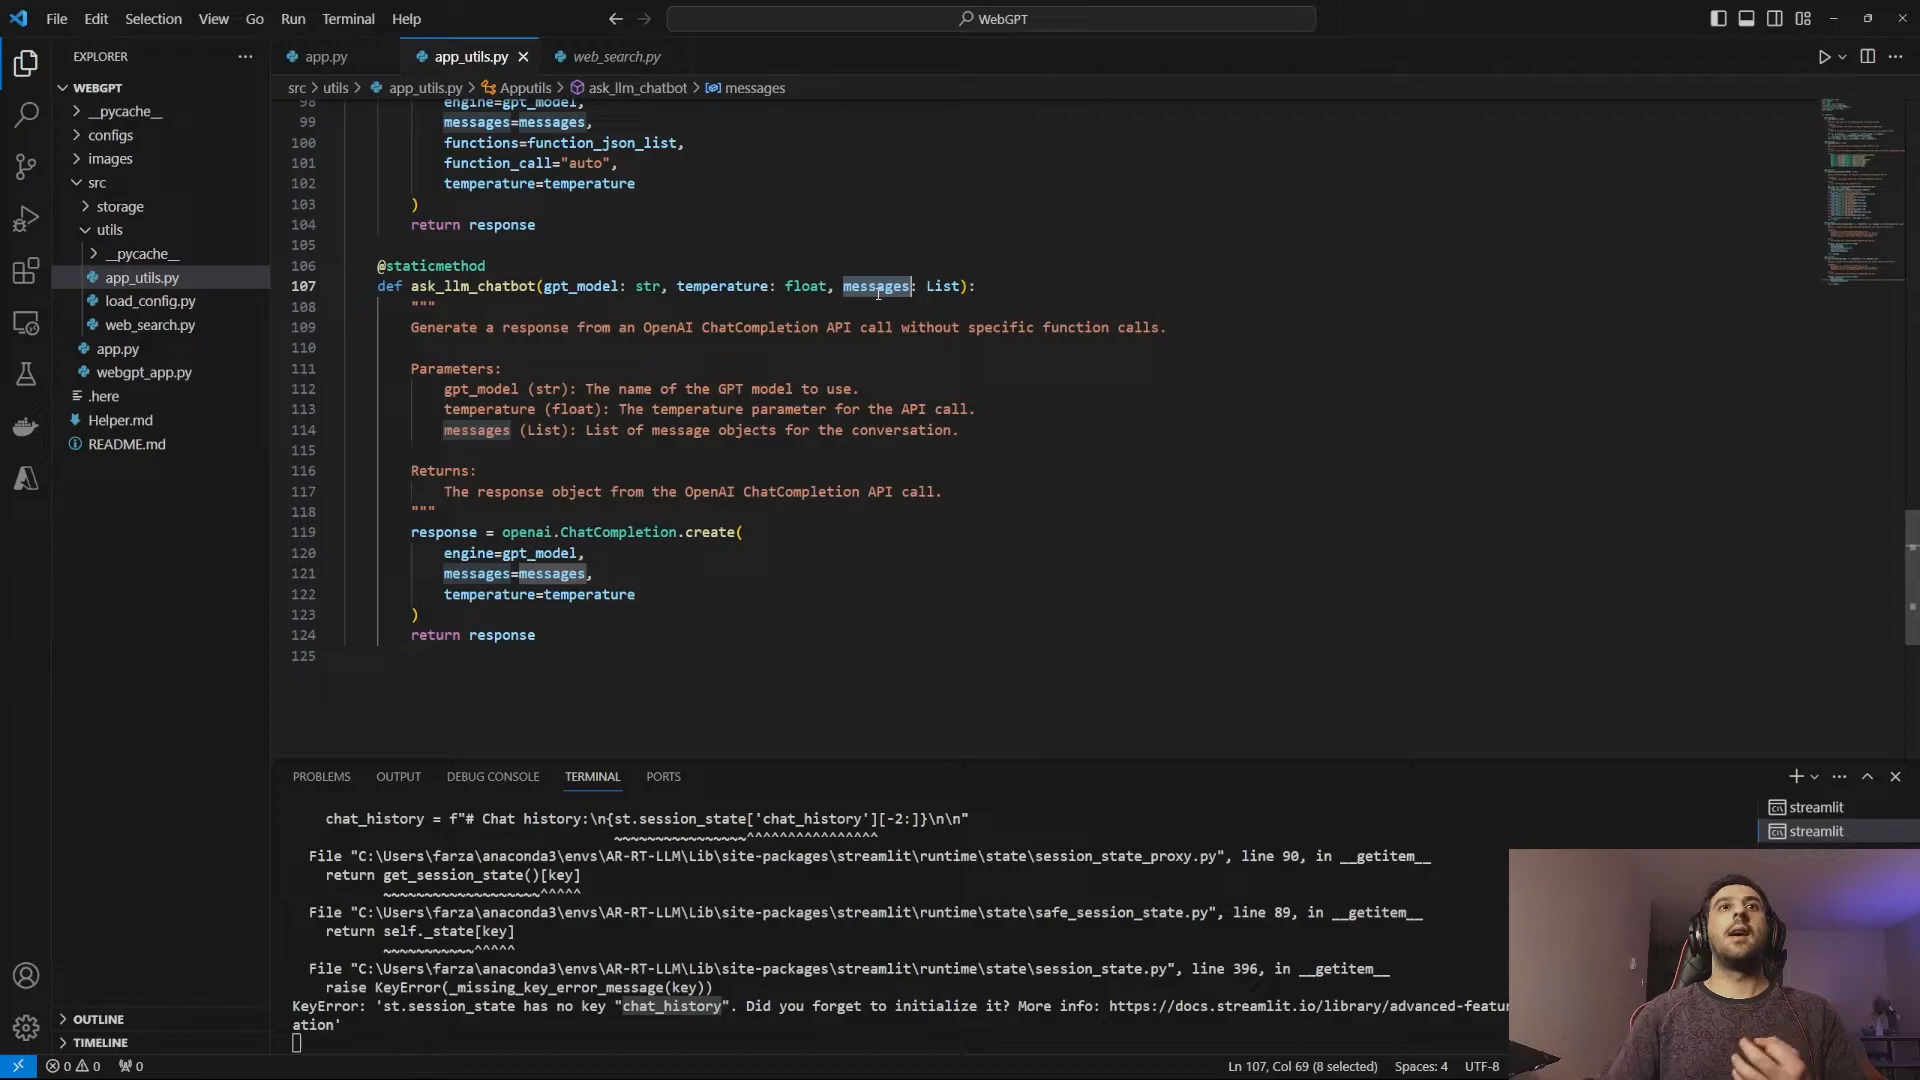 File Edit Selection View Go Run Terminal Help
WebGPT
EXPLORER
app.py
app_utils.py
web_search.py
WEBGPT
src > utils > app_utils.py > Apputils > ask_llm_chatbot > messages
__pycache__
configs
images
src
storage
utils
__pycache__
app_utils.py
load_config.py
web_search.py
app.py
webgpt_app.py
.here
Helper.md
README.md
OUTLINE
TIMELINE
98 engine=gpt_model,
99 messages=messages,
100 functions=function_json_list,
101 function_call="auto",
102 temperature=temperature
103 )
104 return response
105
106 @staticmethod
107 def ask_llm_chatbot(gpt_model: str, temperature: float, messages: List):
108 """
109 Generate a response from an OpenAI ChatCompletion API call without specific function calls.
110
111 Parameters:
112 gpt_model (str): The name of the GPT model to use.
113 temperature (float): The temperature parameter for the API call.
114 messages (List): List of message objects for the conversation.
115
116 Returns:
117 The response object from the OpenAI ChatCompletion API call.
118 """
119 response = openai.ChatCompletion.create(
120 engine=gpt_model,
121 messages=messages,
122 temperature=temperature
123 )
124 return response
125
PROBLEMS OUTPUT DEBUG CONSOLE TERMINAL PORTS
streamlit
streamlit
chat_history = f"# Chat history:\n{st.session_state['chat_history'][-2:]}\n\n"
~~~~~~~~~~~~~~~~^^^^^^^^^^^^^^^^
File "C:\Users\farza\anaconda3\envs\AR-RT-LLM\Lib\site-packages\streamlit\runtime\state\session_state_proxy.py", line 90, in __getitem__
return get_session_state()[key]
~~~~~~~~~~~~~~~~~~~^^^^^
File "C:\Users\farza\anaconda3\envs\AR-RT-LLM\Lib\site-packages\streamlit\runtime\state\safe_session_state.py", line 89, in __getitem__
return self._state[key]
~~~~~~~~~~~^^^^^
File "C:\Users\farza\anaconda3\envs\AR-RT-LLM\Lib\site-packages\streamlit\runtime\state\session_state.py", line 396, in __getitem__
raise KeyError(_missing_key_error_message(key))
KeyError: 'st.session_state has no key "chat_history". Did you forget to initialize it? More info: https://docs.streamlit.io/library/advanced-featur
ation'
0 0 0 Ln 107, Col 69 (8 selected) Spaces: 4 UTF-8